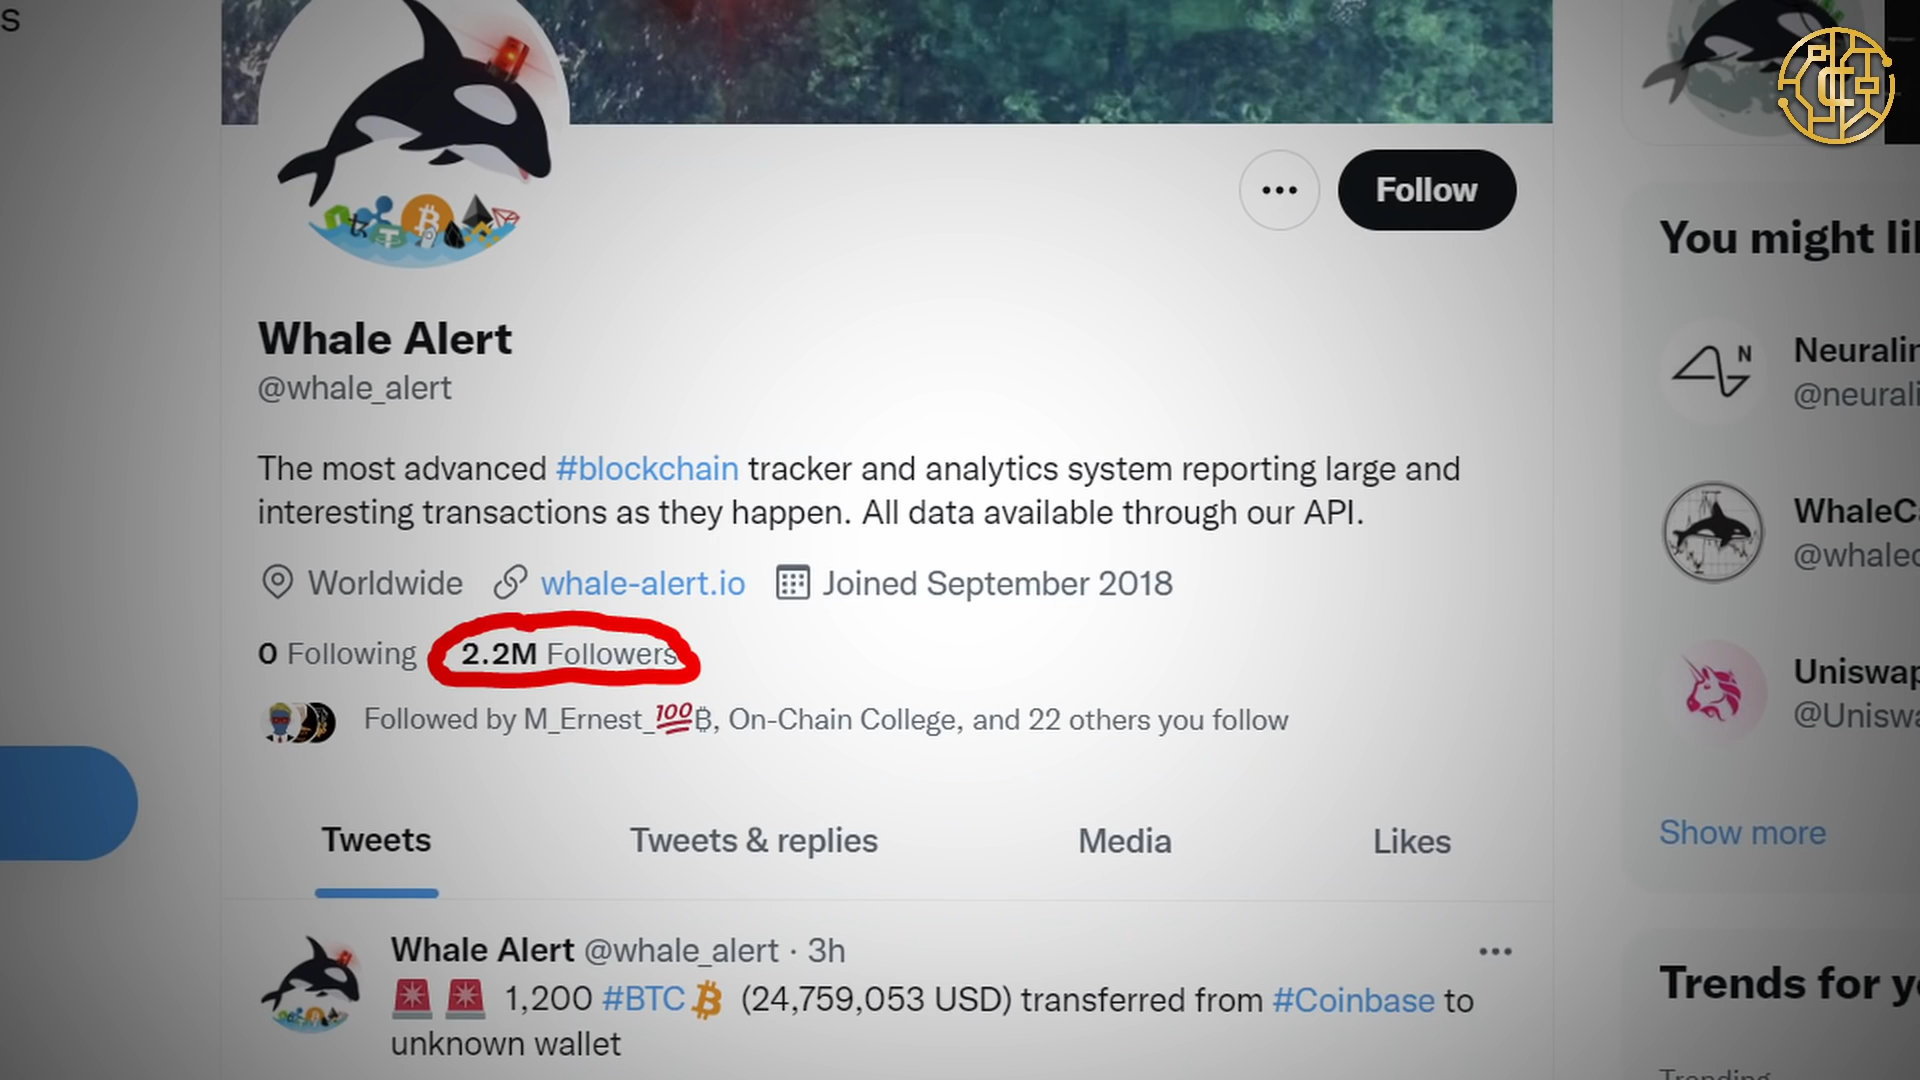 s
Follow
Whale Alert
@whale_alert
The most advanced #blockchain tracker and analytics system reporting large and
interesting transactions as they happen. All data available through our API.
Worldwide whale-alert.io Joined September 2018
0 Following 2.2M Followers
Followed by M_Ernest_💯₿, On-Chain College, and 22 others you follow
Tweets Tweets & replies Media Likes
Whale Alert @whale_alert · 3h
🚨 🚨 1,200 #BTC (24,759,053 USD) transferred from #Coinbase to
unknown wallet
You might li
Neuralin
@neurali
WhaleC
@whalec
Uniswap
@Uniswa
Show more
Trends for y
Trending